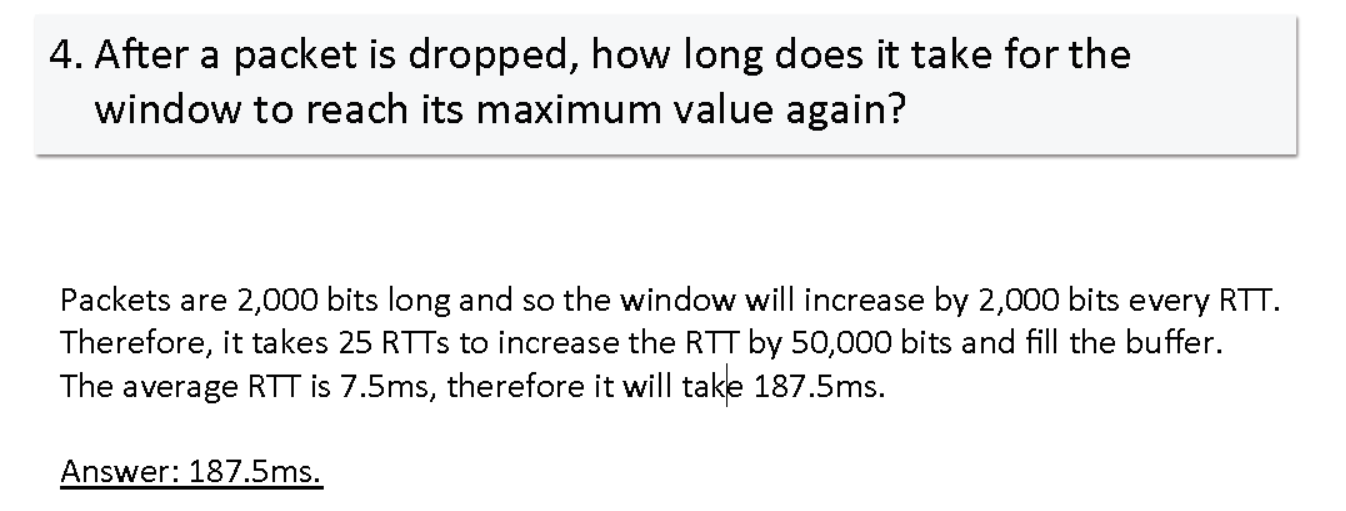 4. After a packet is dropped, how long does it take for the
window to reach its maximum value again?
Packets are 2,000 bits long and so the window will increase by 2,000 bits every RTT.
Therefore, it takes 25 RTTs to increase the RTT by 50,000 bits and fill the buffer.
The average RTT is 7.5ms, therefore it will take 187.5ms.
Answer: 187.5ms.